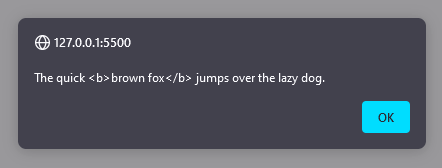 127.0.0.1:5500
The quick <b>brown fox</b> jumps over the lazy dog.
OK